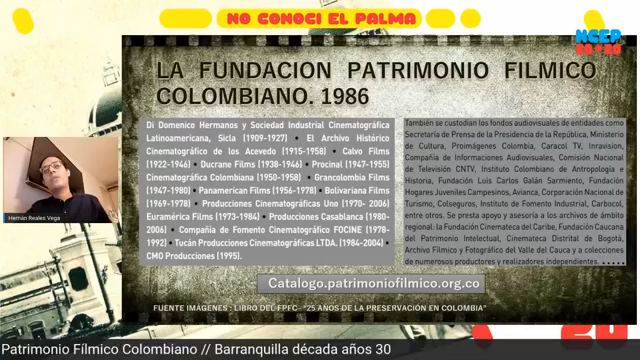 NO CONOCI EL PALMA
NCER
20+20
LA FUNDACION PATRIMONIO FILMICO
COLOMBIANO. 1986
Di Domenico Hermanos y Sociedad Industrial Cinematográfica
Latinoamericana, Sicla (1909-1927) • El Archivo Histórico
Cinematográfico de los Acevedo (1915-1958) • Calvo Films
(1922-1946) • Ducrane Films (1938-1946) • Procinal (1947-1955)
Cinematográfica Colombiana (1950-1958) • Grancolombia Films
(1947-1980) • Panamerican Films (1956-1978) • Bolivariana Films
(1969-1978) • Producciones Cinematográficas Uno (1970- 2006)
Euramérica Films (1973-1984) • Producciones Casablanca (1980-
2006) • Compañía de Fomento Cinematográfico FOCINE (1978-
1992) • Tucán Producciones Cinematográficas LTDA. (1984-2004) •
CMO Producciones (1995).
También se custodian los fondos audiovisuales de entidades como
Secretaría de Prensa de la Presidencia de la República, Ministerio
de Cultura, Proimágenes Colombia, Caracol TV, Inravision,
Compañía de Informaciones Audiovisuales, Comisión Nacional
de Televisión CNTV, Instituto Colombiano de Antropología e
Historia, Fundación Luis Carlos Galán Sarmiento, Fundación
Hogares Juveniles Campesinos, Avianca, Corporación Nacional de
Turismo, Colseguros, Instituto de Fomento Industrial, Carbocol,
entre otros. Se presta apoyo y asesoría a los archivos de ámbito
regional: la Fundación Cinemateca del Caribe, Fundación Caucana
del Patrimonio Intelectual, Cinemateca Distrital de Bogotá,
Archivo Fílmico y Fotográfico del Valle del Cauca y a colecciones
de numerosos productores y realizadores independientes. • • • • •
Catalogo.patrimoniofilmico.org.co
FUENTE IMÁGENES : LIBRO DEL FPFC- "25 AÑOS DE LA PRESERVACIÓN EN COLOMBIA"
Hernán Reales Vega
Patrimonio Fílmico Colombiano // Barranquilla década años 30